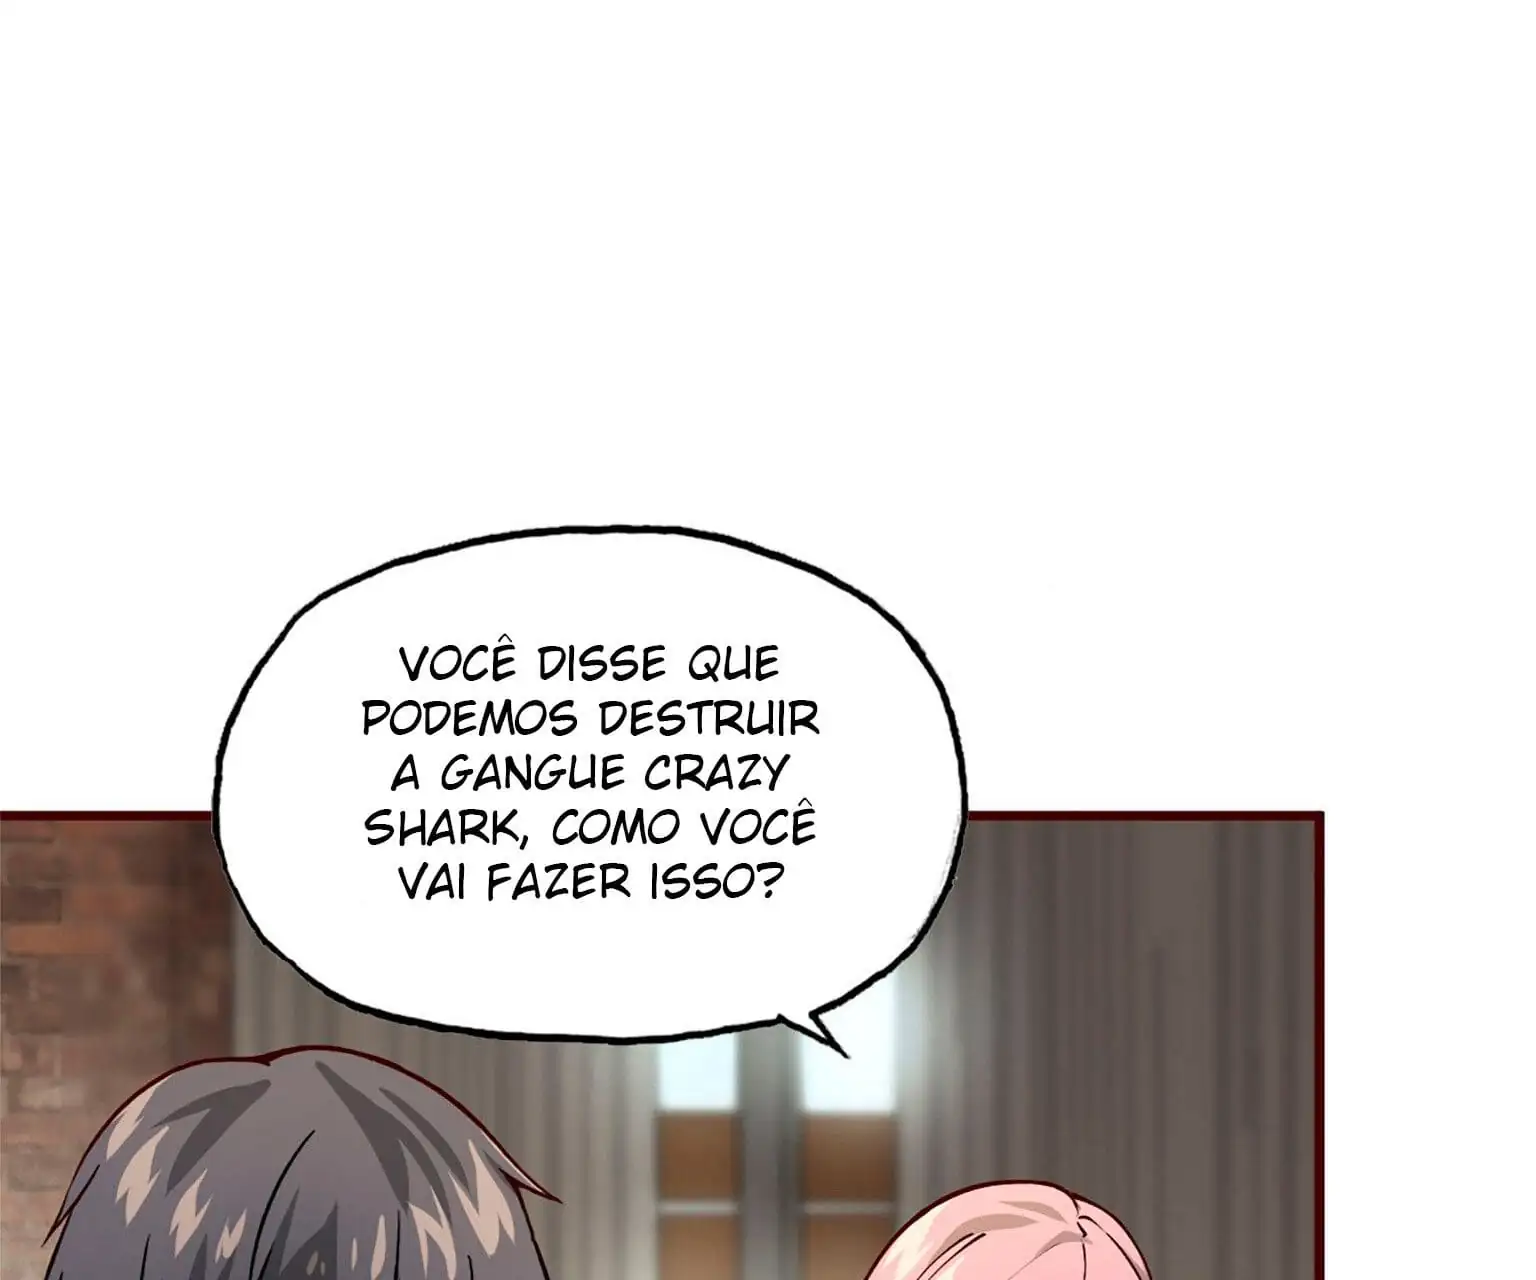 VOCÊ DISSE QUE
PODEMOS DESTRUIR
A GANGUE CRAZY
SHARK, COMO VOCÊ
VAI FAZER ISSO?